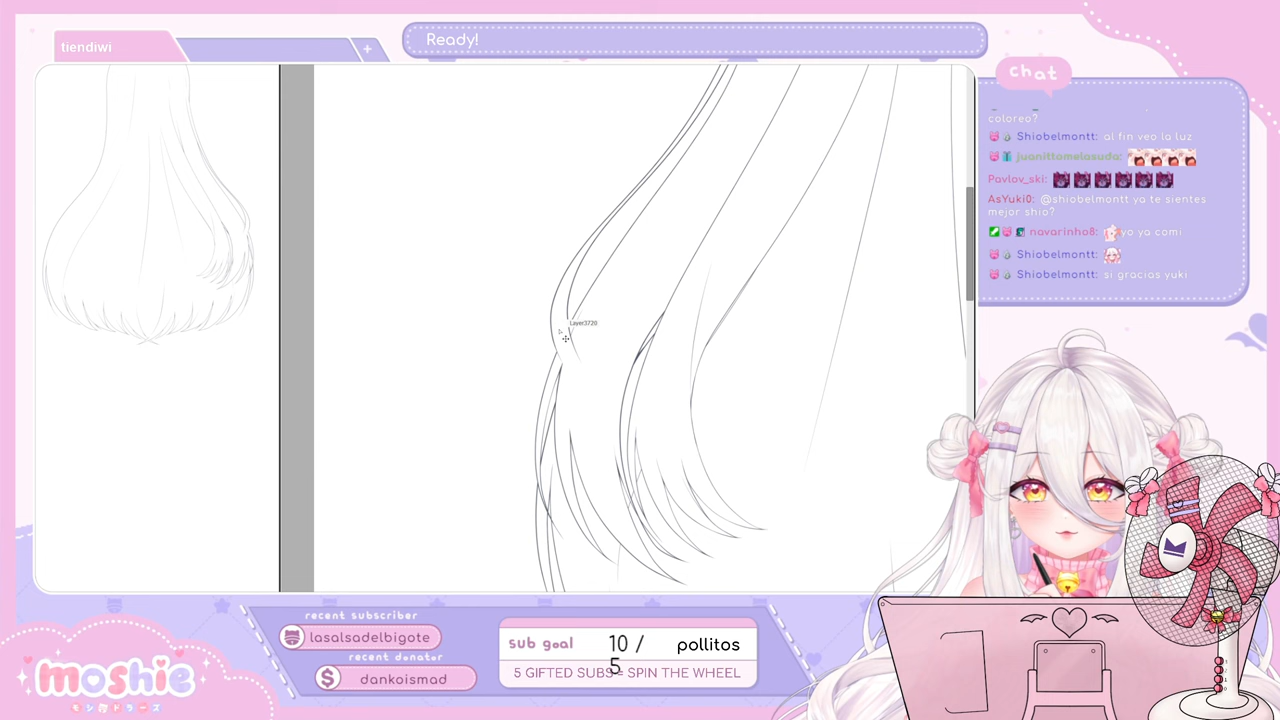 tiendiwi
+
Ready!
chat
coloreo?
Shiobelmontt: al fin veo la luz
juanittomelasuda:
Pavlov_ski:
AsYuki0: @shiobelmontt ya te sientes
mejor shio?
navarinho8: yo ya comi
Shiobelmontt:
Shiobelmontt: si gracias yuki
Layer3720
recent subscriber
lasalsadelbigote
recent donator
$ dankoismad
sub goal 10 / 5 pollitos
5 GIFTED SUBS = SPIN THE WHEEL
moshie